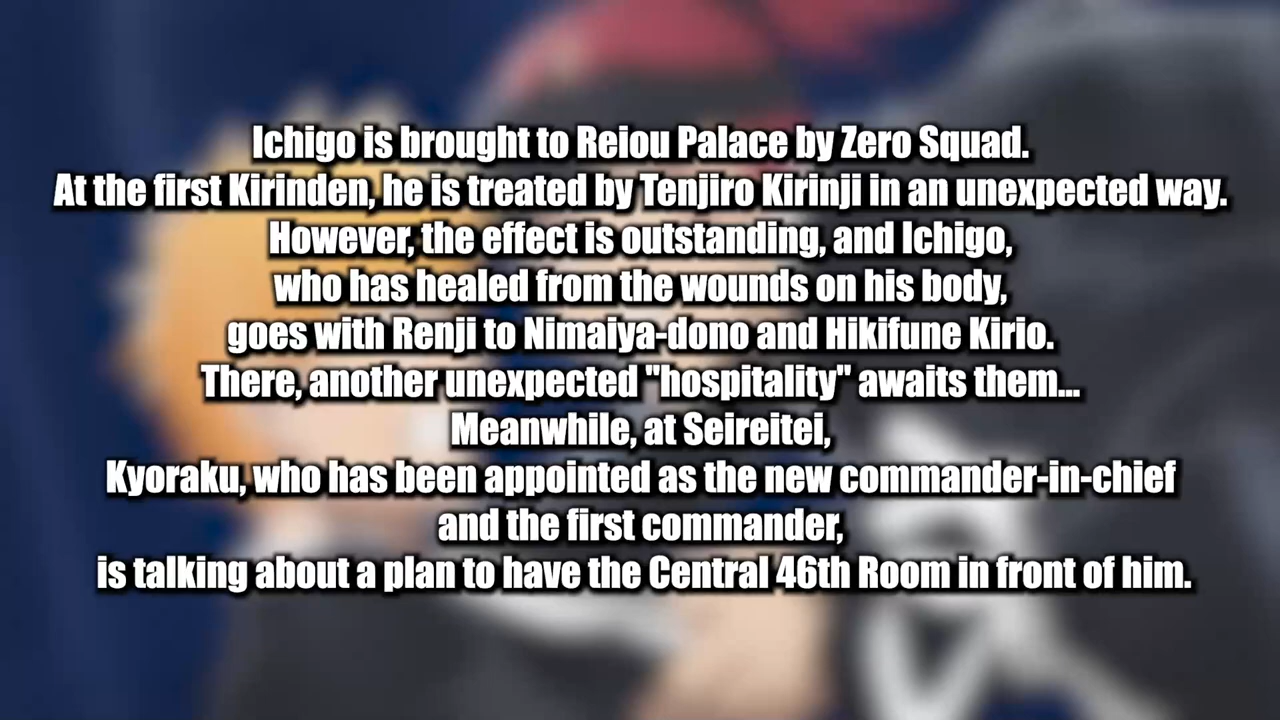 Ichigo is brought to Reiou Palace by Zero Squad.
At the first Kirinden, he is treated by Tenjiro Kirinji in an unexpected way.
However, the effect is outstanding, and Ichigo,
who has healed from the wounds on his body,
goes with Renji to Nimaiya-dono and Hikifune Kirio.
There, another unexpected "hospitality" awaits them...
Meanwhile, at Seireitei,
Kyoraku, who has been appointed as the new commander-in-chief
and the first commander,
is talking about a plan to have the Central 46th Room in front of him.